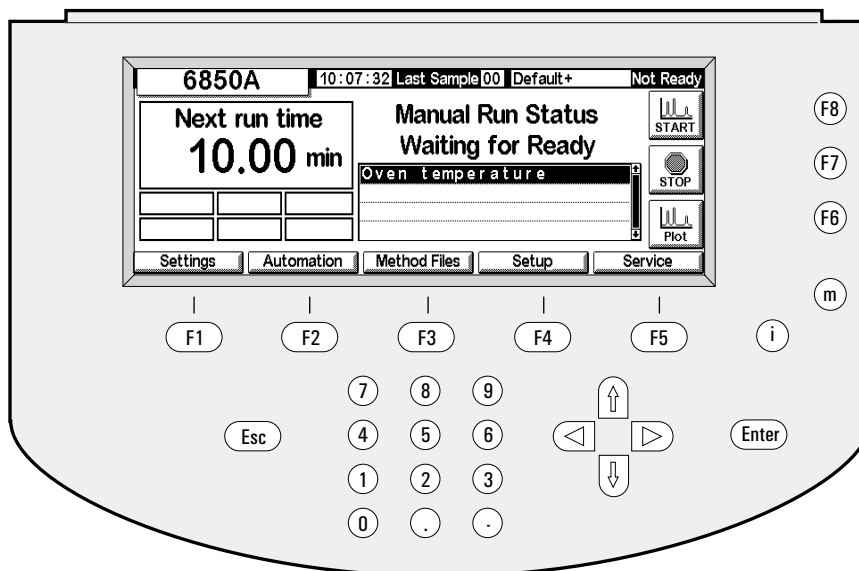 6850A
10:07:32 Last Sample 00 Default+ Not Ready
Next run time
10.00 min
Manual Run Status
Waiting for Ready
Oven temperature
START
STOP
Plot
Settings Automation Method Files Setup Service
F8
F7
F6
m
F1 F2 F3 F4 F5 i
7 8 9
Esc 4 5 6 Enter
1 2 3
0 . -